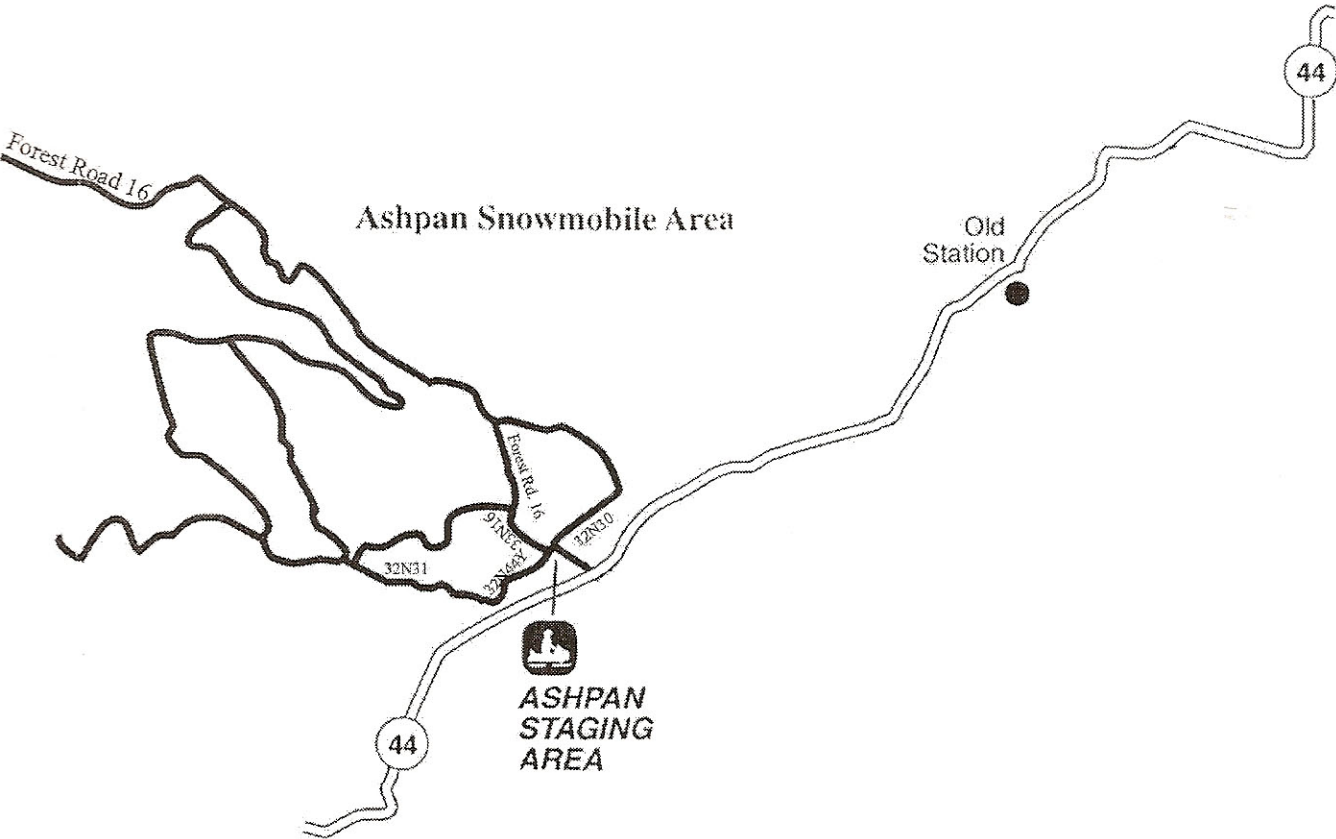 44
Forest Road 16
Ashpan Snowmobile Area
Old
Station
Forest Rd. 16
33N16
32N30
32N31
32N44Y
ASHPAN
STAGING
AREA
44